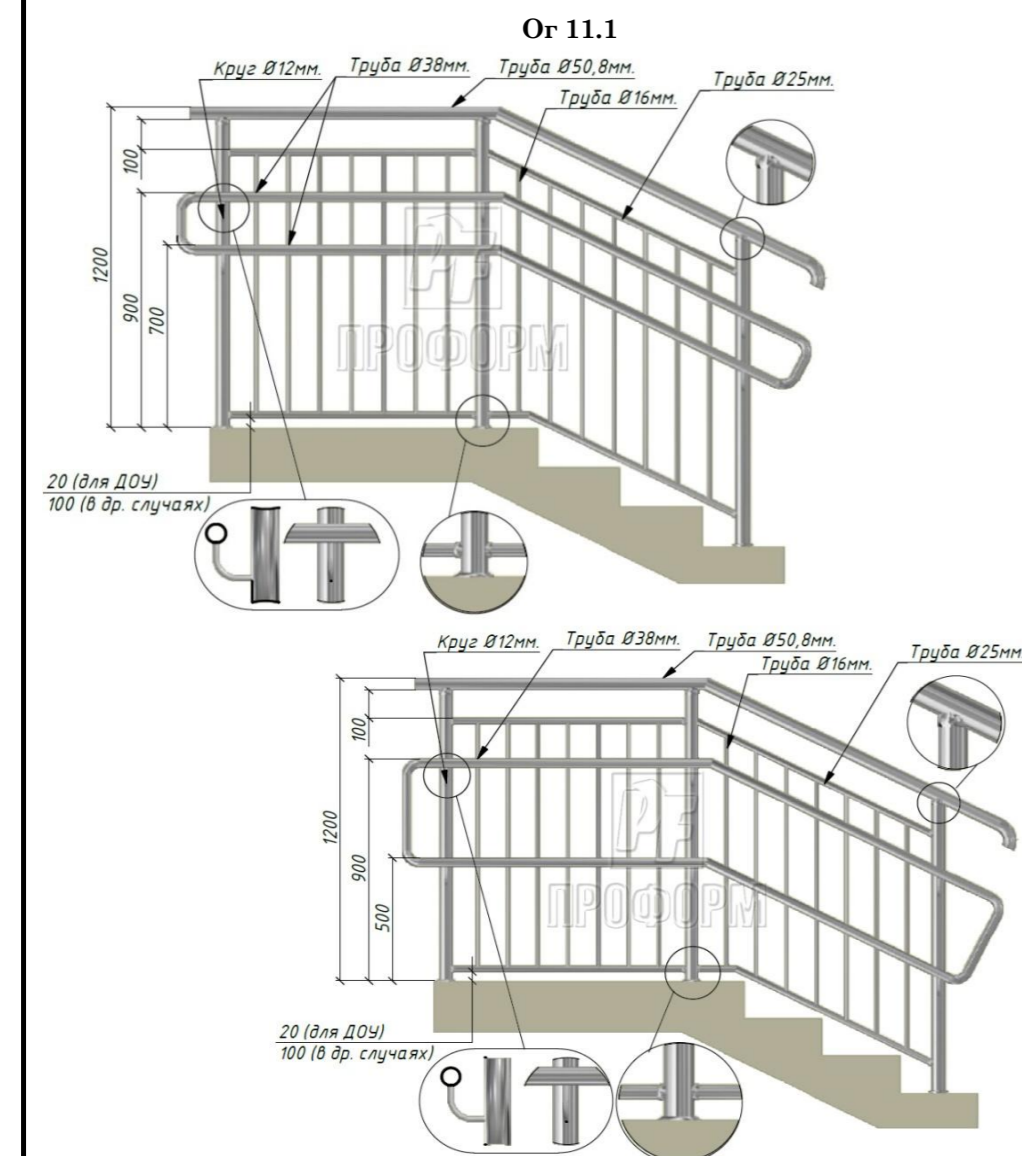 Ог 11.1
Круг Ø12мм. Труба Ø38мм. Труба Ø50,8мм. Труба Ø25мм.
Труба Ø16мм.
100
1200
900
700
PF
ПРОФОРМ
20 (для ДОУ)
100 (в др. случаях)
Круг Ø12мм. Труба Ø38мм. Труба Ø50,8мм. Труба Ø25мм
Труба Ø16мм.
100
1200
900
500
PF
ПРОФОРМ
20 (для ДОУ)
100 (в др. случаях)